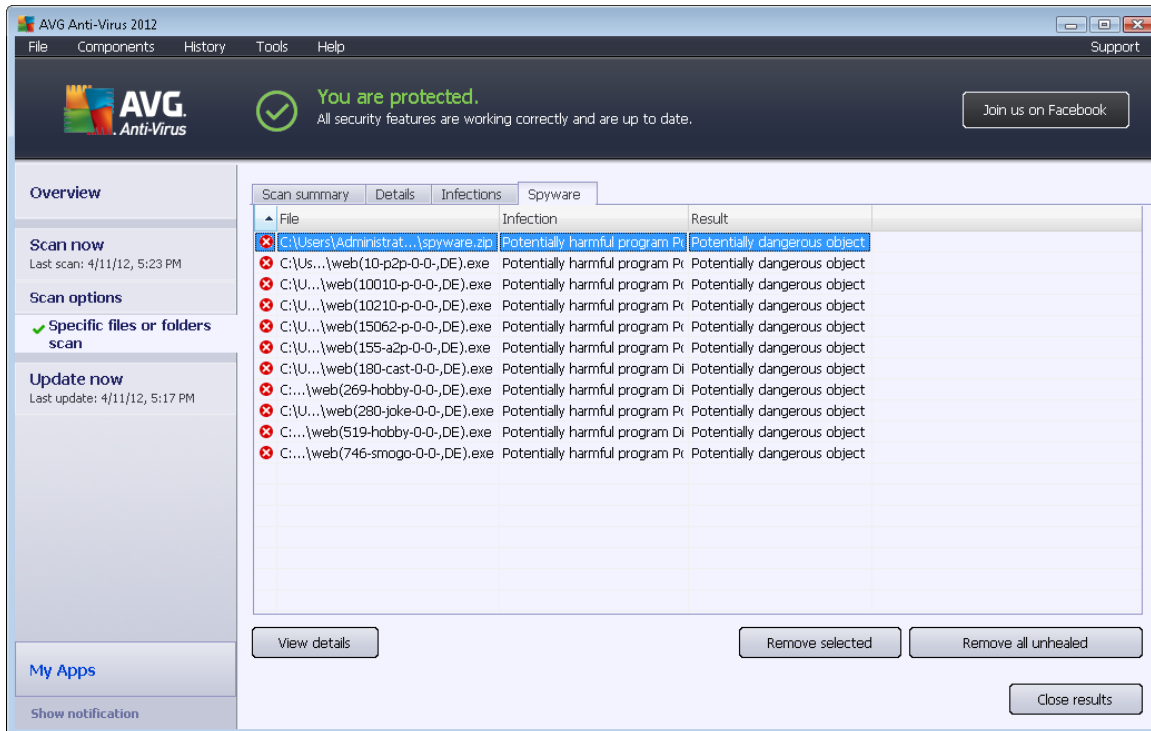 AVG Anti-Virus 2012
File Components History Tools Help Support
AVG.
Anti-Virus
You are protected.
All security features are working correctly and are up to date.
Join us on Facebook
Overview
Scan now
Last scan: 4/11/12, 5:23 PM
Scan options
Specific files or folders
scan
Update now
Last update: 4/11/12, 5:17 PM
My Apps
Show notification
Scan summary Details Infections Spyware
File Infection Result
C:\Users\Administrat...\spyware.zip Potentially harmful program Po Potentially dangerous object
C:\Us...\web(10-p2p-0-0-,DE).exe Potentially harmful program Po Potentially dangerous object
C:\U...\web(10010-p-0-0-,DE).exe Potentially harmful program Po Potentially dangerous object
C:\U...\web(10210-p-0-0-,DE).exe Potentially harmful program Po Potentially dangerous object
C:\U...\web(15062-p-0-0-,DE).exe Potentially harmful program Po Potentially dangerous object
C:\U...\web(155-a2p-0-0-,DE).exe Potentially harmful program Po Potentially dangerous object
C:\U...\web(180-cast-0-0-,DE).exe Potentially harmful program Di Potentially dangerous object
C:...\web(269-hobby-0-0-,DE).exe Potentially harmful program Di Potentially dangerous object
C:\U...\web(280-joke-0-0-,DE).exe Potentially harmful program Po Potentially dangerous object
C:...\web(519-hobby-0-0-,DE).exe Potentially harmful program Di Potentially dangerous object
C:...\web(746-smogo-0-0-,DE).exe Potentially harmful program Po Potentially dangerous object
View details Remove selected Remove all unhealed
Close results